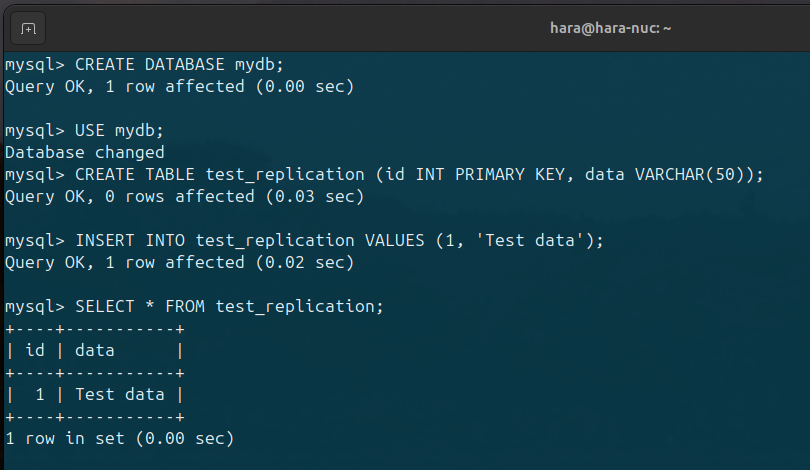 hara@hara-nuc: ~
mysql> CREATE DATABASE mydb;
Query OK, 1 row affected (0.00 sec)
mysql> USE mydb;
Database changed
mysql> CREATE TABLE test_replication (id INT PRIMARY KEY, data VARCHAR(50));
Query OK, 0 rows affected (0.03 sec)
mysql> INSERT INTO test_replication VALUES (1, 'Test data');
Query OK, 1 row affected (0.02 sec)
mysql> SELECT * FROM test_replication;
+----+-----------+
| id | data      |
+----+-----------+
|  1 | Test data |
+----+-----------+
1 row in set (0.00 sec)